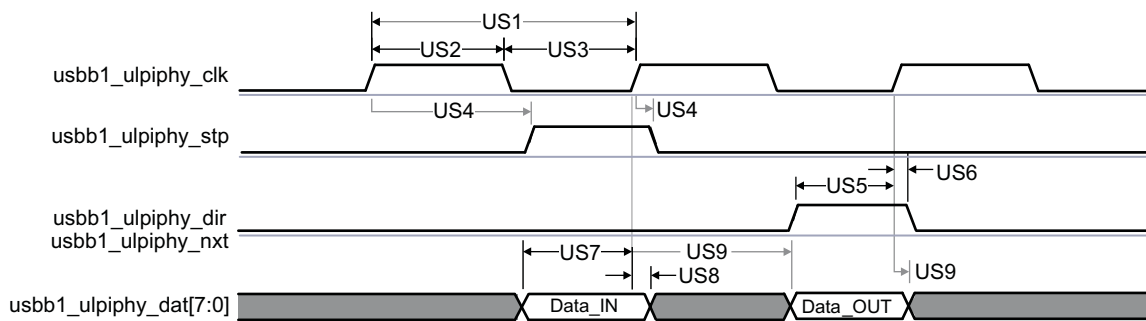 US1
US2
US3
usbb1_ulpiphy_clk
US4
US4
usbb1_ulpiphy_stp
US5
US6
usbb1_ulpiphy_dir
usbb1_ulpiphy_nxt
US7
US9
US8
US9
usbb1_ulpiphy_dat[7:0]
Data_IN
Data_OUT